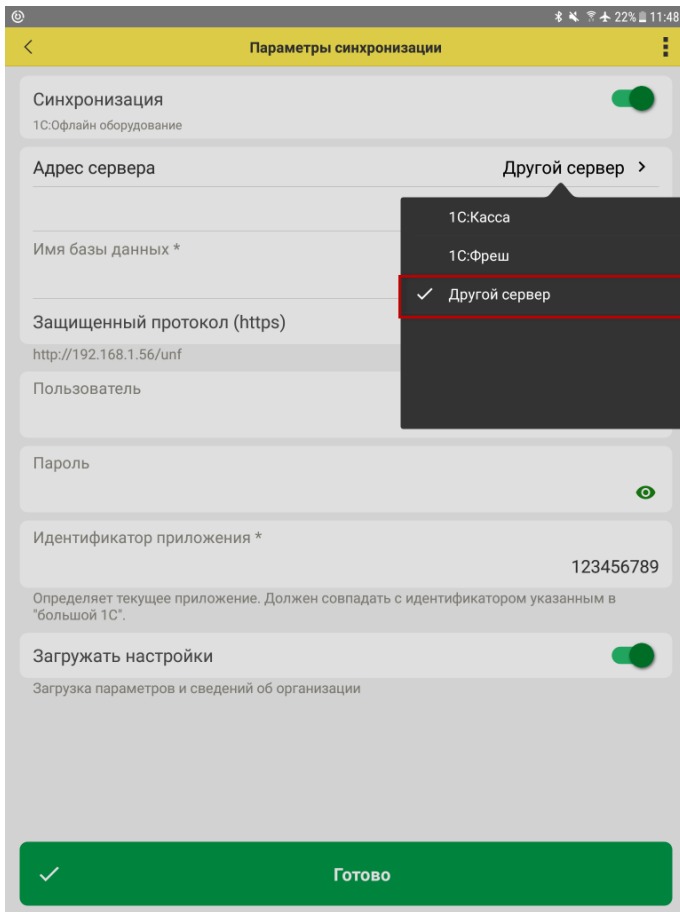 22% 11:48
Параметры синхронизации
Синхронизация
1С:Офлайн оборудование
Адрес сервера
Другой сервер
1С:Касса
1С:Фреш
Другой сервер
Имя базы данных *
Защищенный протокол (https)
http://192.168.1.56/unf
Пользователь
Пароль
Идентификатор приложения *
123456789
Определяет текущее приложение. Должен совпадать с идентификатором указанным в
"большой 1С".
Загружать настройки
Загрузка параметров и сведений об организации
Готово